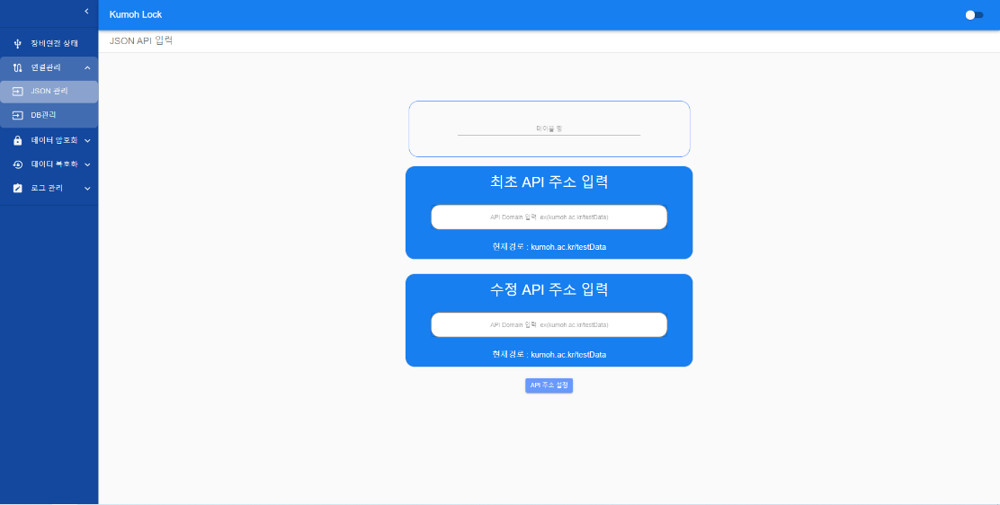 Kumoh Lock
JSON API 입력
장비연결 상태
연결관리
JSON 관리
DB관리
데이터 암호화
데이터 복호화
로그 관리
테이블 명
최초 API 주소 입력
API Domain 입력 ex(kumoh.ac.kr/testData)
현재경로 : kumoh.ac.kr/testData
수정 API 주소 입력
API Domain 입력 ex(kumoh.ac.kr/testData)
현재경로 : kumoh.ac.kr/testData
API 주소 설정